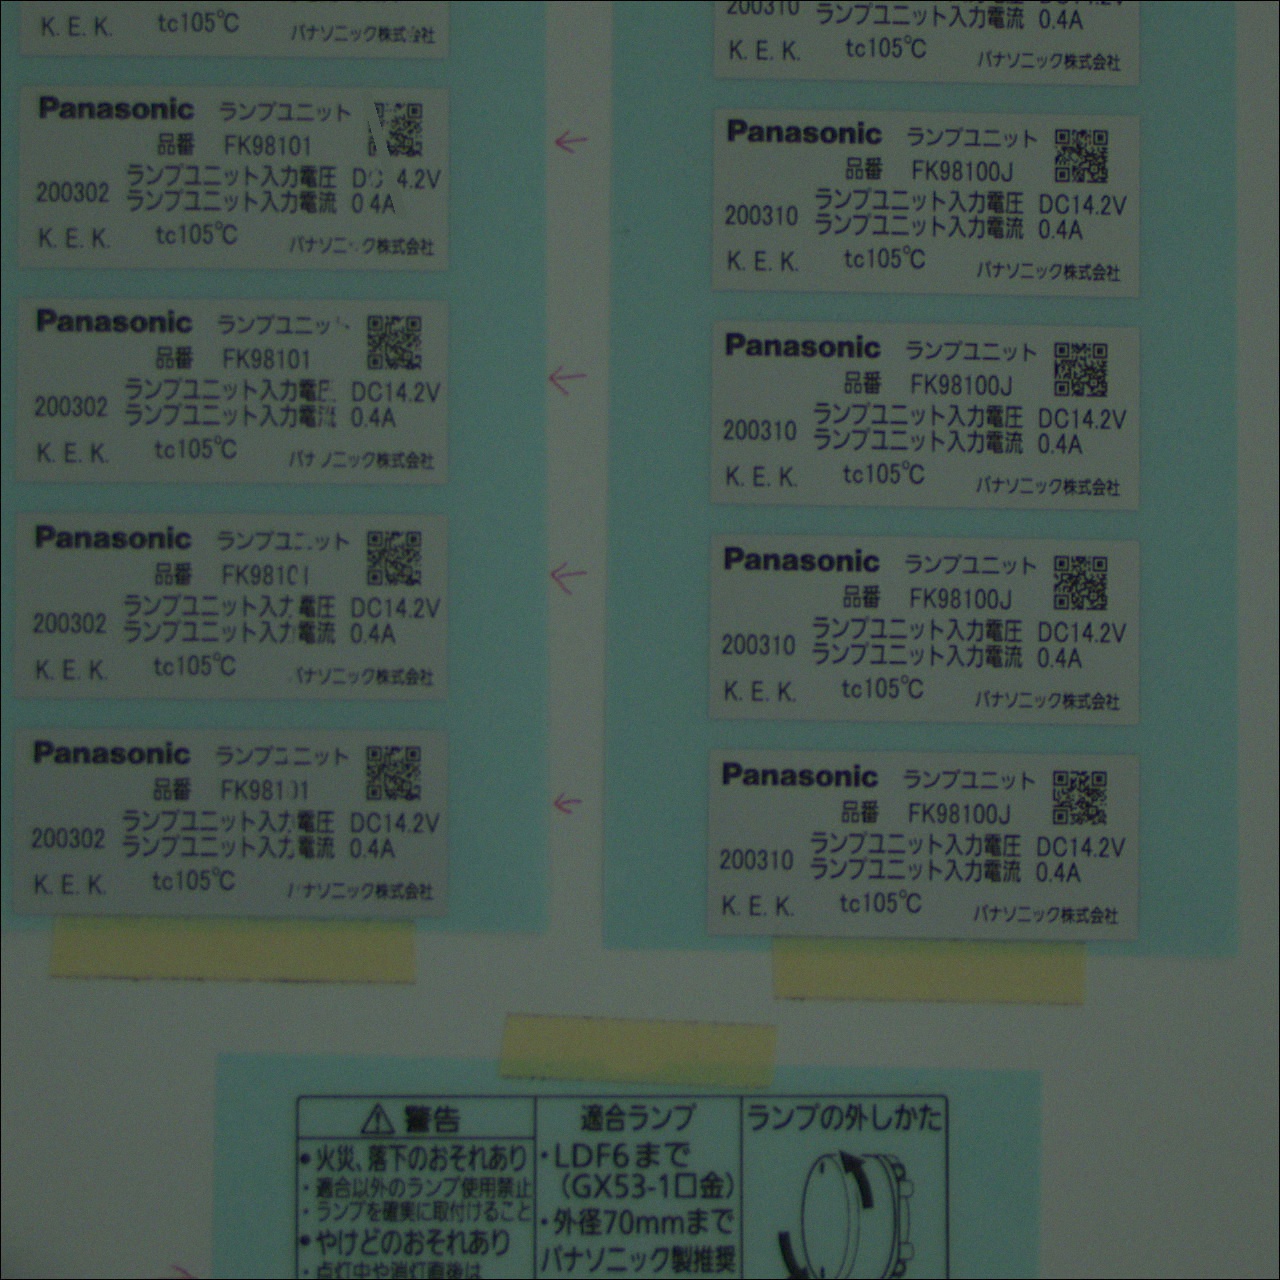 K. E. K. tc105℃ パナソニック株式会社
Panasonic ランプユニット
品番 FK98101
ランプユニット入力電圧 DC 4.2V
200302 ランプユニット入力電流 0 4A
K. E. K. tc105℃ パナソニック株式会社
Panasonic ランプユニット
品番 FK98101
ランプユニット入力電圧 DC14.2V
200302 ランプユニット入力電流 0.4A
K. E. K. tc105℃ パナソニック株式会社
Panasonic ランプユニット
品番 FK98101
ランプユニット入力電圧 DC14.2V
200302 ランプユニット入力電流 0.4A
K. E. K. tc105℃ パナソニック株式会社
Panasonic ランプユニット
品番 FK98101
ランプユニット入力電圧 DC14.2V
200302 ランプユニット入力電流 0.4A
K. E. K. tc105℃ パナソニック株式会社
200310 ランプユニット入力電流 0.4A
K. E. K. tc105℃ パナソニック株式会社
Panasonic ランプユニット
品番 FK98100J
ランプユニット入力電圧 DC14.2V
200310 ランプユニット入力電流 0.4A
K. E. K. tc105℃ パナソニック株式会社
Panasonic ランプユニット
品番 FK98100J
ランプユニット入力電圧 DC14.2V
200310 ランプユニット入力電流 0.4A
K. E. K. tc105℃ パナソニック株式会社
Panasonic ランプユニット
品番 FK98100J
ランプユニット入力電圧 DC14.2V
200310 ランプユニット入力電流 0.4A
K. E. K. tc105℃ パナソニック株式会社
Panasonic ランプユニット
品番 FK98100J
ランプユニット入力電圧 DC14.2V
200310 ランプユニット入力電流 0.4A
K. E. K. tc105℃ パナソニック株式会社
警告
●火災、落下のおそれあり
・適合以外のランプ使用禁止
・ランプを確実に取付けること
●やけどのおそれあり
・点灯中や消灯直後は
適合ランプ
・LDF6まで
(GX53-1口金)
・外径70mmまで
パナソニック製推奨
ランプの外しかた